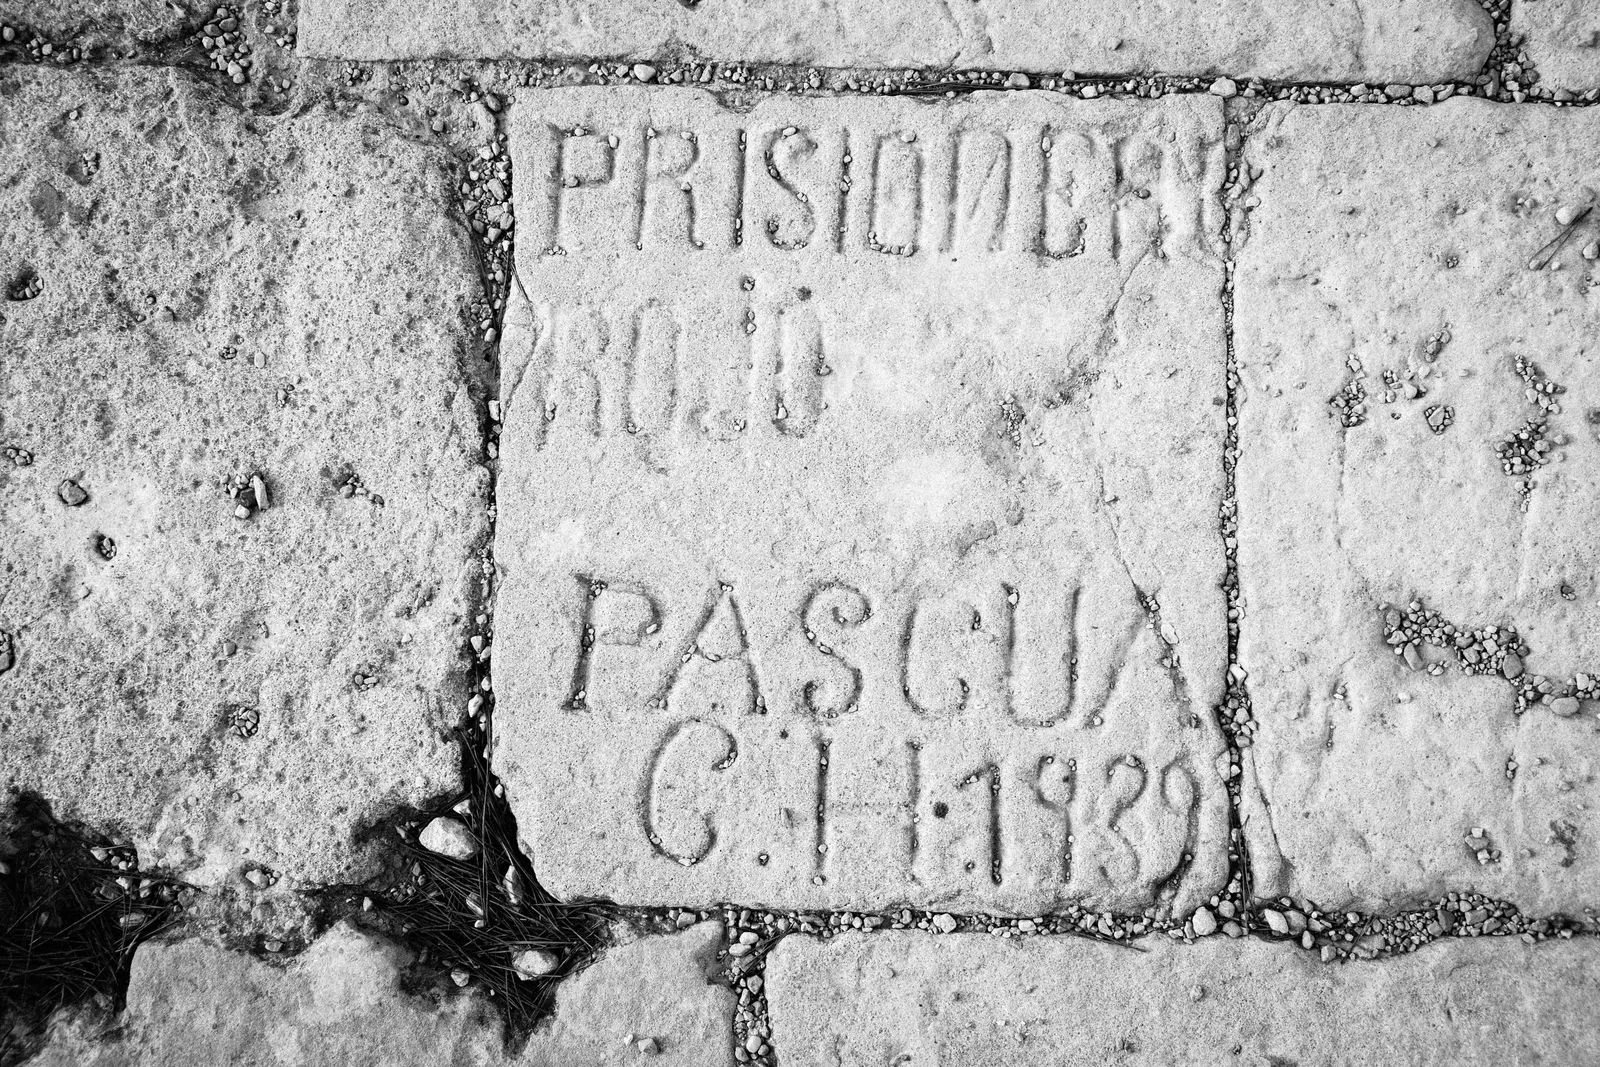 PRISIONERO
ROJO
PASCUA
C. H. 1939